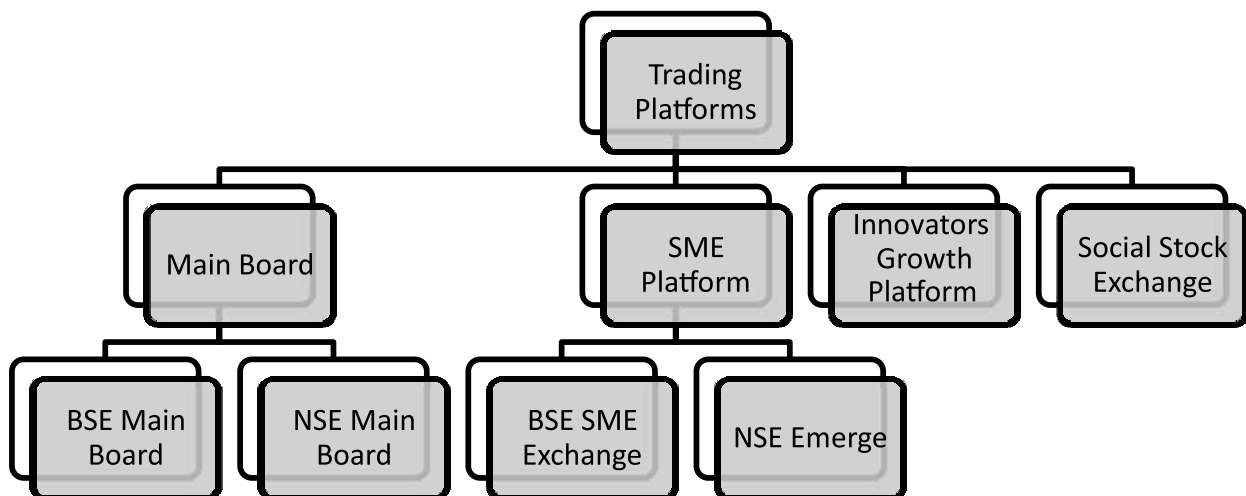 Trading
Platforms
Main Board
SME
Platform
Innovators
Growth
Platform
Social Stock
Exchange
BSE Main
Board
NSE Main
Board
BSE SME
Exchange
NSE Emerge